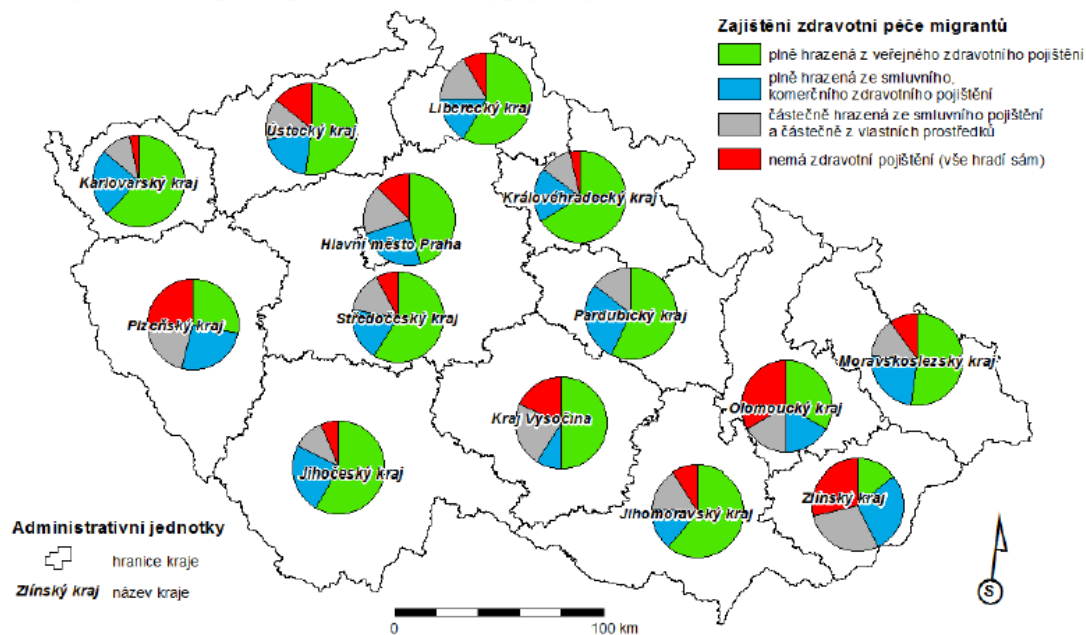 Zajištění zdravotní péče migrantů
plně hrazená z veřejného zdravotního pojištění
plně hrazená ze smluvního,
komerčního zdravotního pojištění
částečně hrazená ze smluvního pojištění
a částečně z vlastních prostředků
nemá zdravotní pojištění (vše hradí sám)
Liberecký kraj
Ústecký kraj
Karlovarský kraj
Královéhradecký kraj
Hlavní město Praha
Středočeský kraj
Pardubický kraj
Plzeňský kraj
Moravskoslezský kraj
Olomoucký kraj
Kraj Vysočina
Jihočeský kraj
Zlínský kraj
Jihomoravský kraj
Administrativní jednotky
hranice kraje
Zlínský kraj název kraje
S
0 100 km